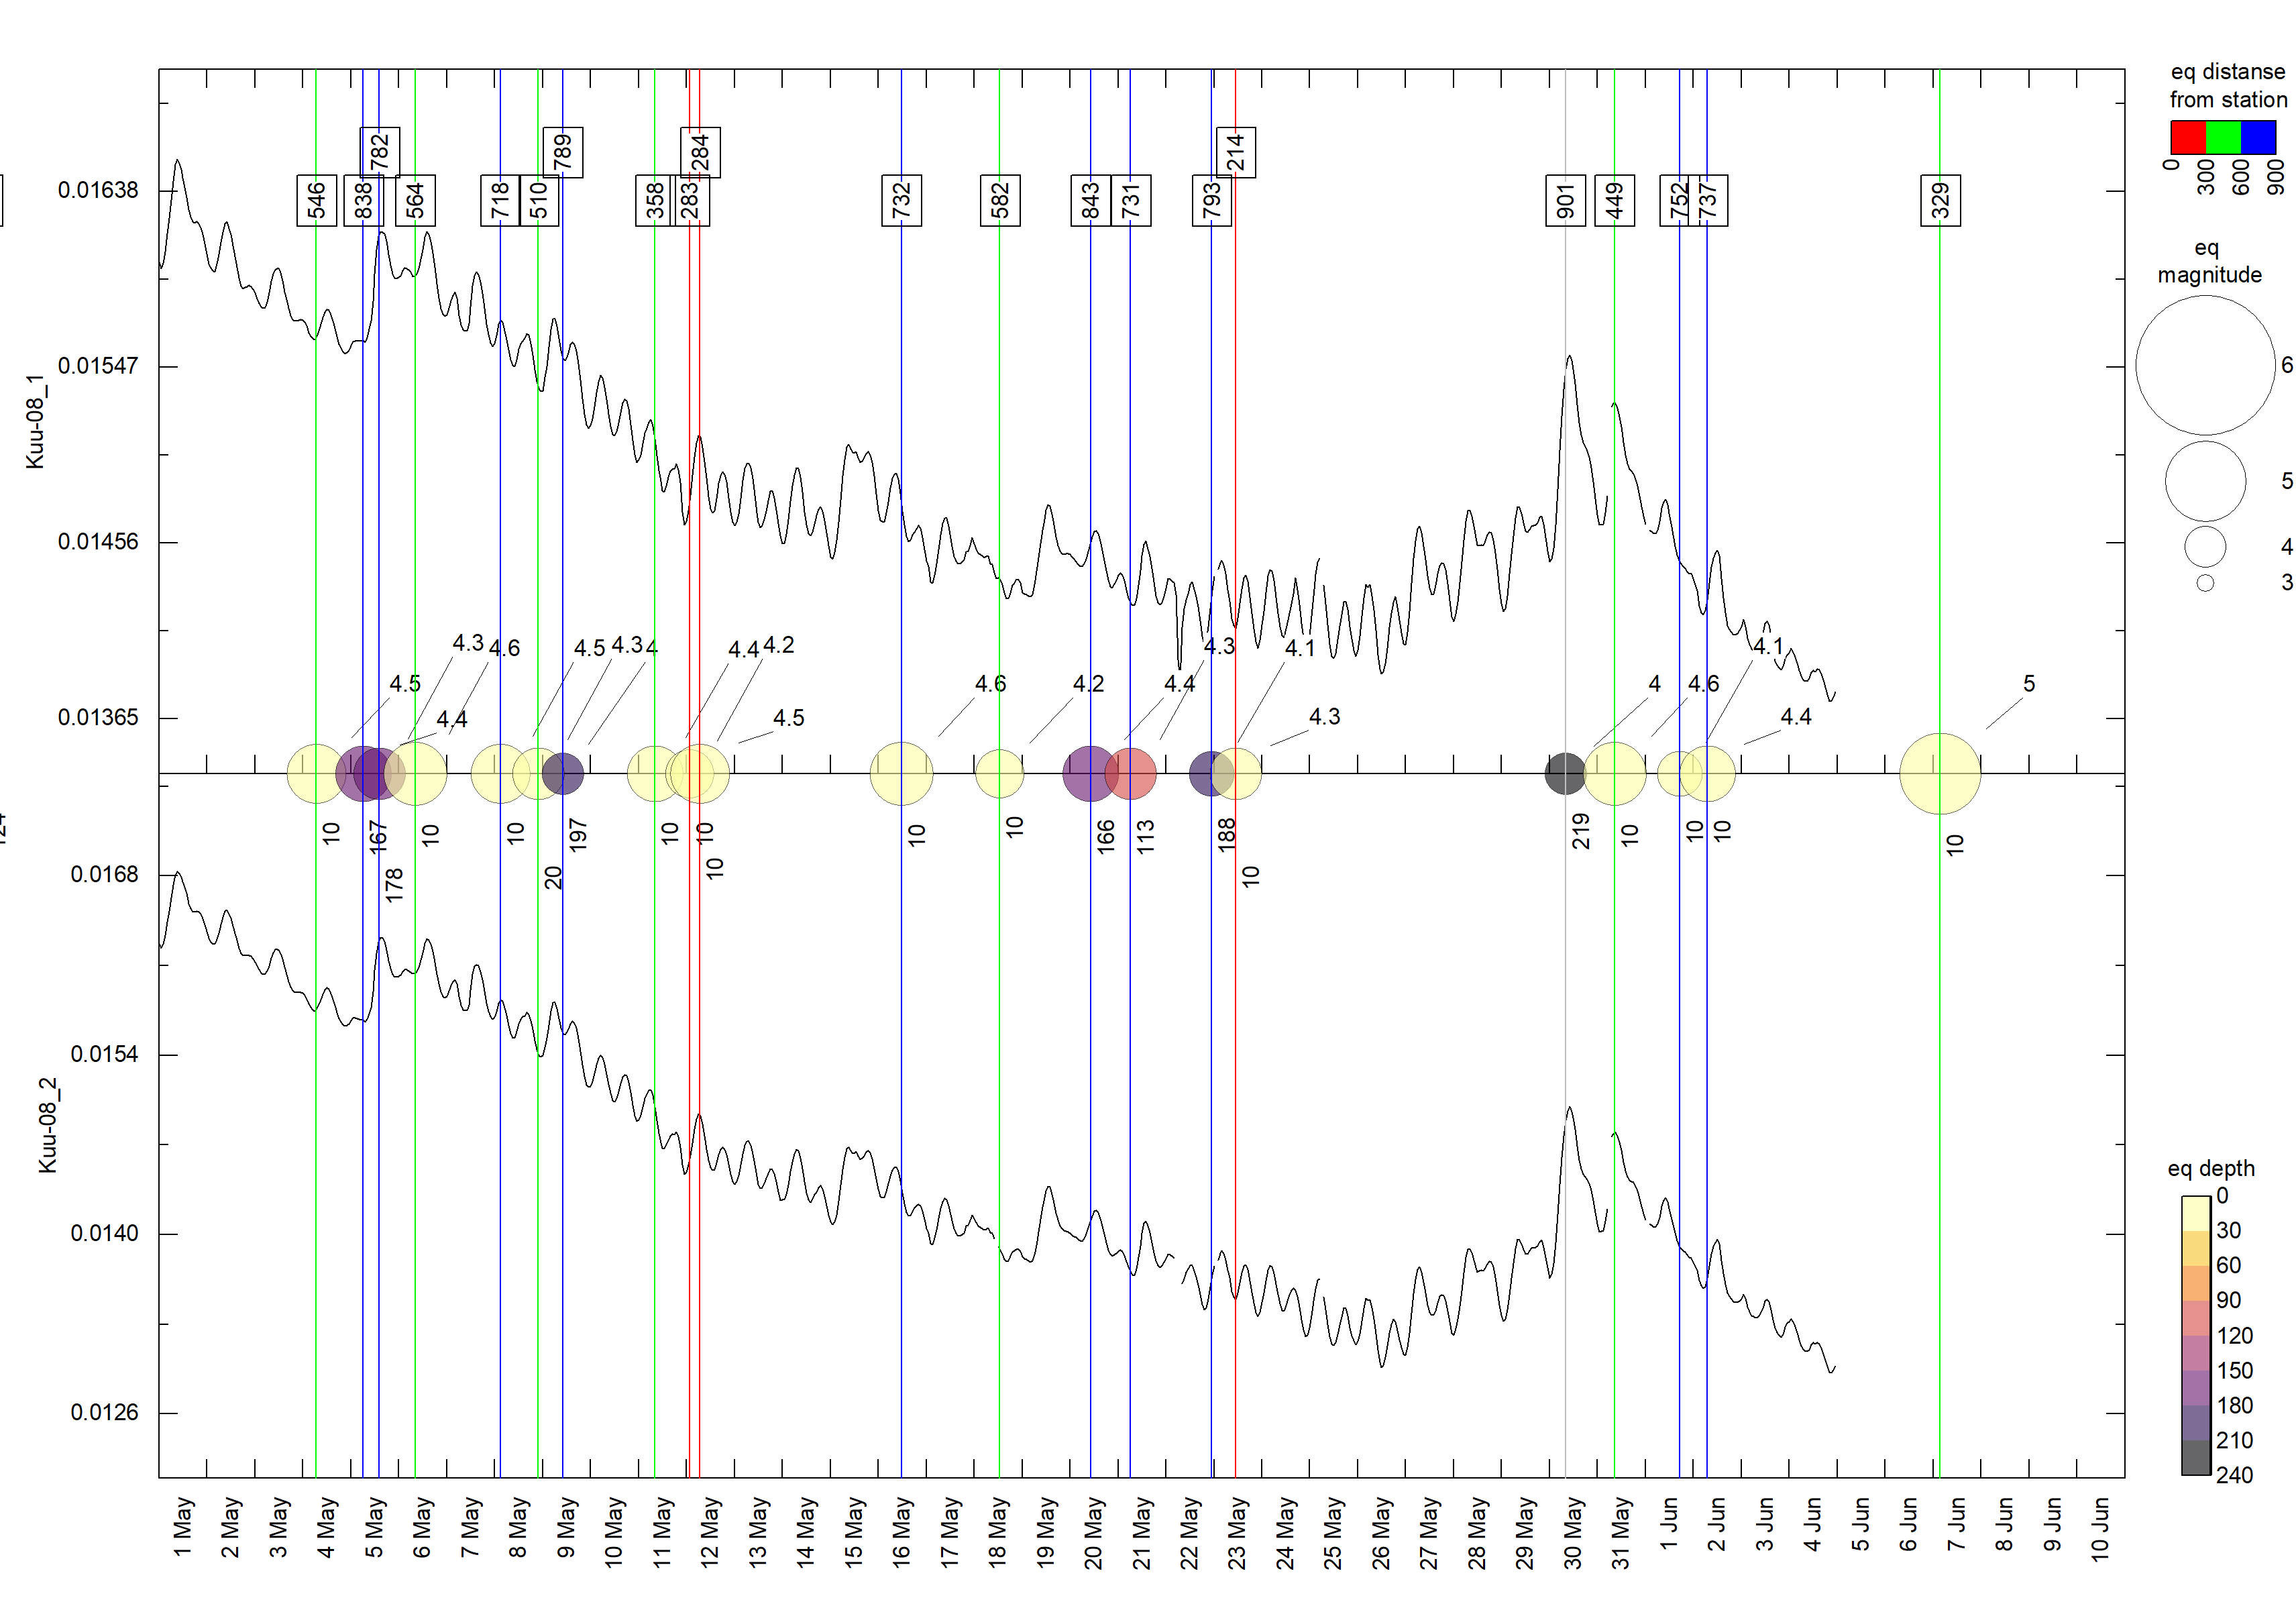 eq distanse
from station
0
300
600
900
eq
magnitude
6
5
4
3
782
789
284
214
546
838
564
718
510
358
283
732
582
843
731
793
901
449
752
737
329
Kuu-08_1
0.01638
0.01547
0.01456
0.01365
4.5
4.3
4.4
4.6
4.5
4.3
4
4.4
4.2
4.5
4.6
4.2
4.4
4.3
4.1
4.3
4
4.6
4.1
4.4
5
10
167
178
10
10
20
197
10
10
10
10
10
166
113
188
10
219
10
10
10
10
124
Kuu-08_2
0.0168
0.0154
0.0140
0.0126
eq depth
0
30
60
90
120
150
180
210
240
1 May
2 May
3 May
4 May
5 May
6 May
7 May
8 May
9 May
10 May
11 May
12 May
13 May
14 May
15 May
16 May
17 May
18 May
19 May
20 May
21 May
22 May
23 May
24 May
25 May
26 May
27 May
28 May
29 May
30 May
31 May
1 Jun
2 Jun
3 Jun
4 Jun
5 Jun
6 Jun
7 Jun
8 Jun
9 Jun
10 Jun